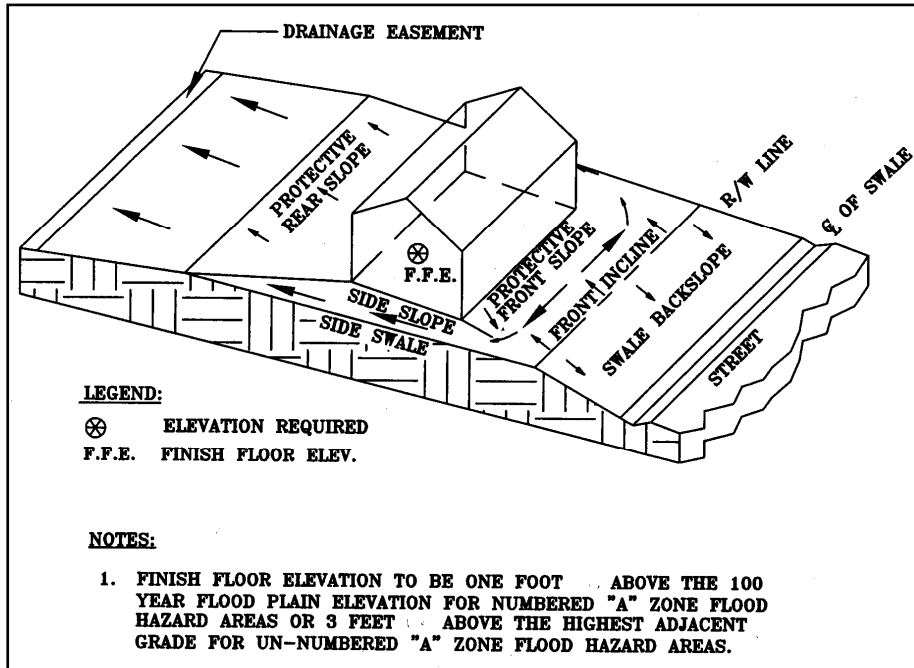 DRAINAGE EASEMENT
PROTECTIVE
REAR SLOPE
R/W LINE
℄ OF SWALE
F.F.E.
PROTECTIVE
FRONT SLOPE
FRONT INCLINE
SWALE BACKSLOPE
STREET
SIDE SLOPE
SIDE SWALE
LEGEND:
ELEVATION REQUIRED
F.F.E. FINISH FLOOR ELEV.
NOTES:
1. FINISH FLOOR ELEVATION TO BE ONE FOOT ABOVE THE 100
YEAR FLOOD PLAIN ELEVATION FOR NUMBERED "A" ZONE FLOOD
HAZARD AREAS OR 3 FEET ABOVE THE HIGHEST ADJACENT
GRADE FOR UN-NUMBERED "A" ZONE FLOOD HAZARD AREAS.